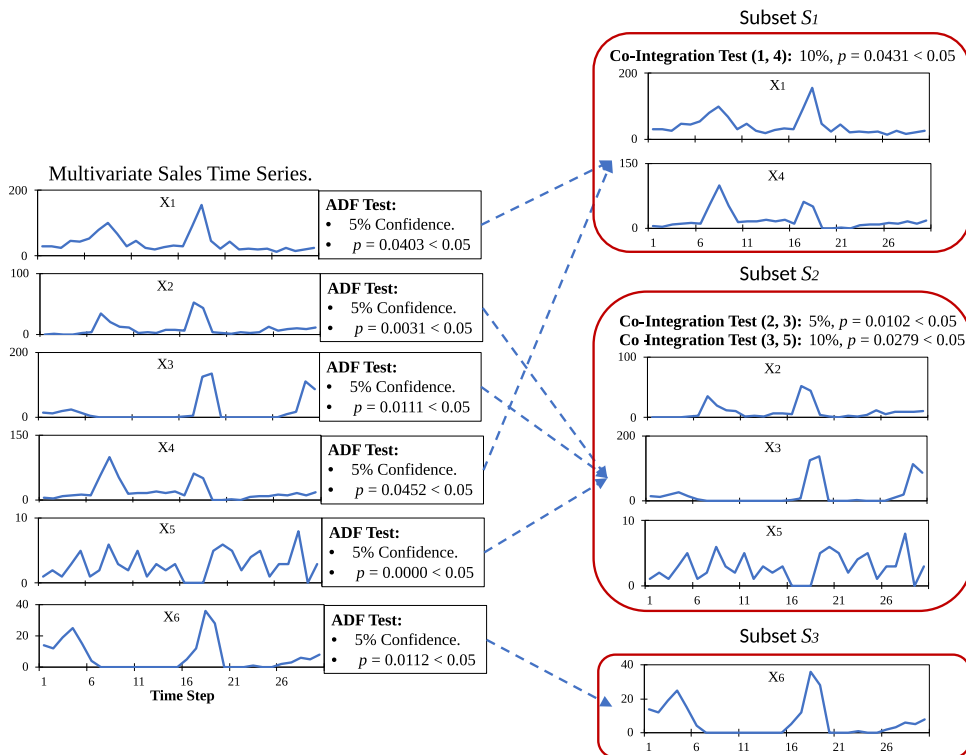 Multivariate Sales Time Series.
200
X1
0
ADF Test:
• 5% Confidence.
• p = 0.0403 < 0.05
100
X2
0
ADF Test:
• 5% Confidence.
• p = 0.0031 < 0.05
200
X3
0
ADF Test:
• 5% Confidence.
• p = 0.0111 < 0.05
150
X4
0
ADF Test:
• 5% Confidence.
• p = 0.0452 < 0.05
10
X5
0
ADF Test:
• 5% Confidence.
• p = 0.0000 < 0.05
40
X6
20
0
1 6 11 16 21 26
Time Step
ADF Test:
• 5% Confidence.
• p = 0.0112 < 0.05
Subset S1
Co-Integration Test (1, 4): 10%, p = 0.0431 < 0.05
200
X1
0
150
X4
0
1 6 11 16 21 26
Subset S2
Co-Integration Test (2, 3): 5%, p = 0.0102 < 0.05
Co-Integration Test (3, 5): 10%, p = 0.0279 < 0.05
100
X2
0
200
X3
0
10
X5
0
1 6 11 16 21 26
Subset S3
40
X6
20
0
1 6 11 16 21 26